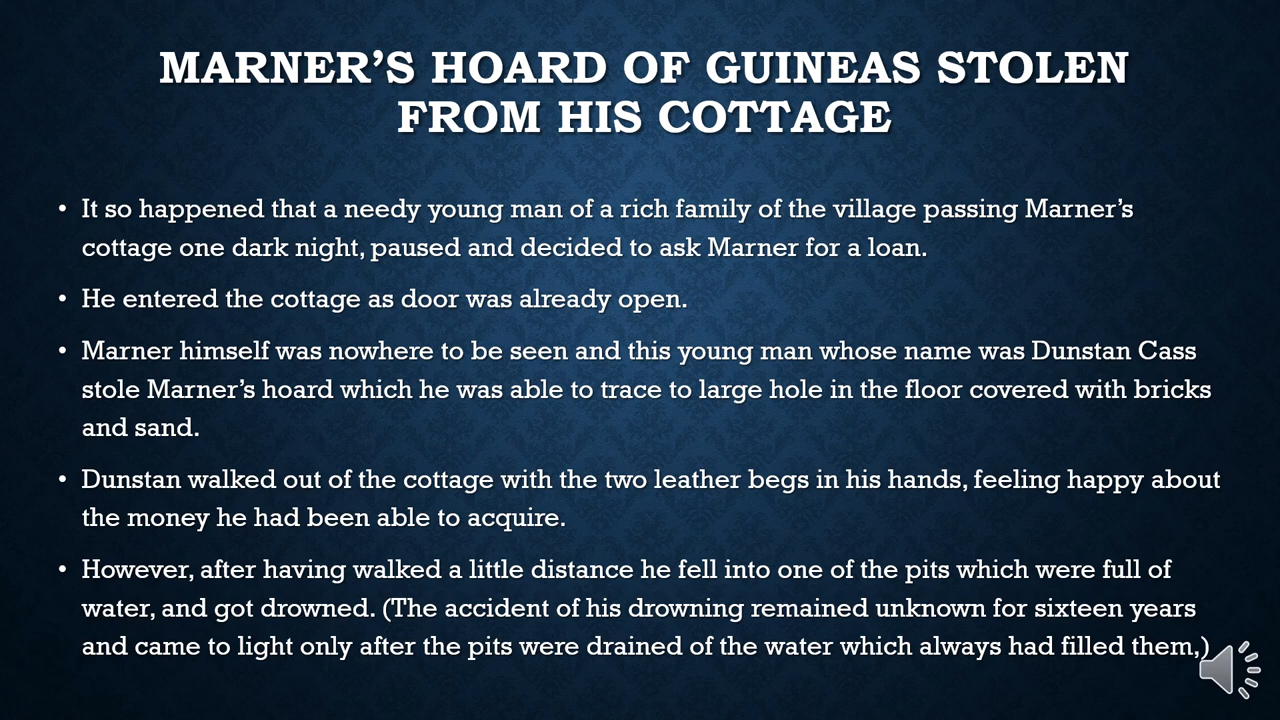 MARNER’S HOARD OF GUINEAS STOLEN
FROM HIS COTTAGE
• It so happened that a needy young man of a rich family of the village passing Marner’s
cottage one dark night, paused and decided to ask Marner for a loan.
• He entered the cottage as door was already open.
• Marner himself was nowhere to be seen and this young man whose name was Dunstan Cass
stole Marner’s hoard which he was able to trace to large hole in the floor covered with bricks
and sand.
• Dunstan walked out of the cottage with the two leather begs in his hands, feeling happy about
the money he had been able to acquire.
• However, after having walked a little distance he fell into one of the pits which were full of
water, and got drowned. (The accident of his drowning remained unknown for sixteen years
and came to light only after the pits were drained of the water which always had filled them,)